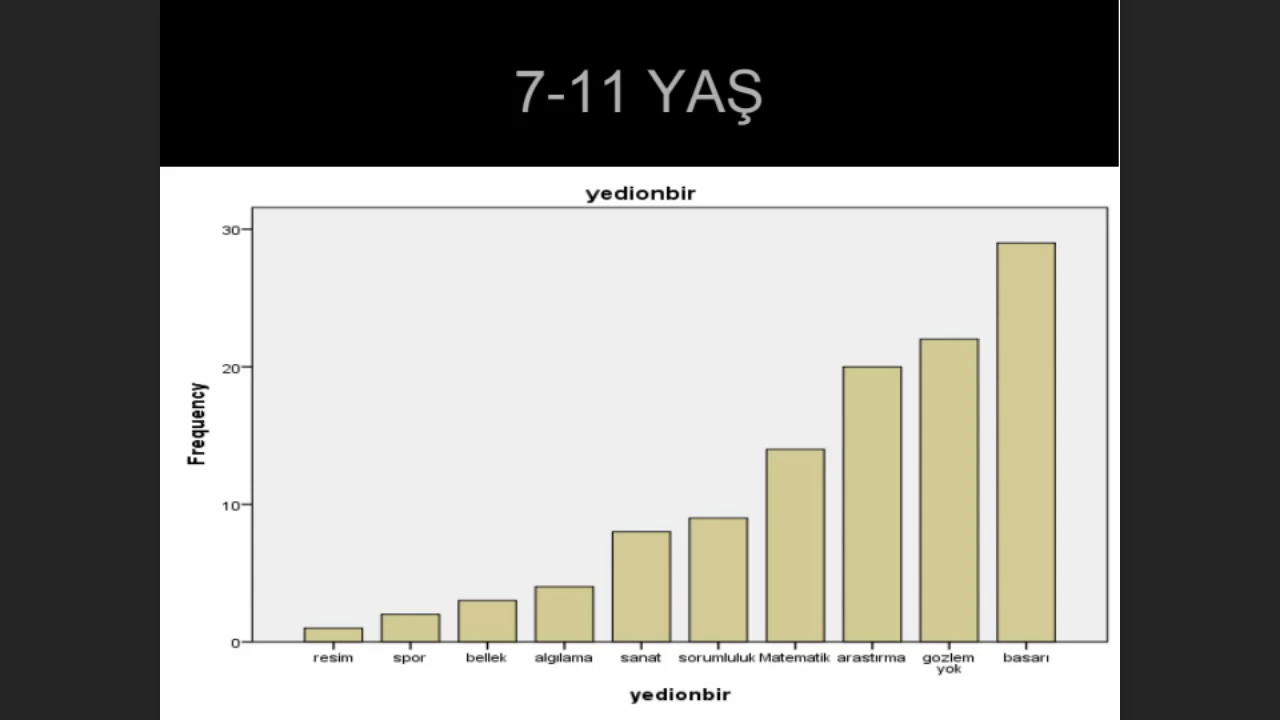 7-11 YAŞ
yedionbir
30
20
10
0
Frequency
resim spor bellek algılama sanat sorumluluk Matematik arastırma gozlem yok basarı
yedionbir